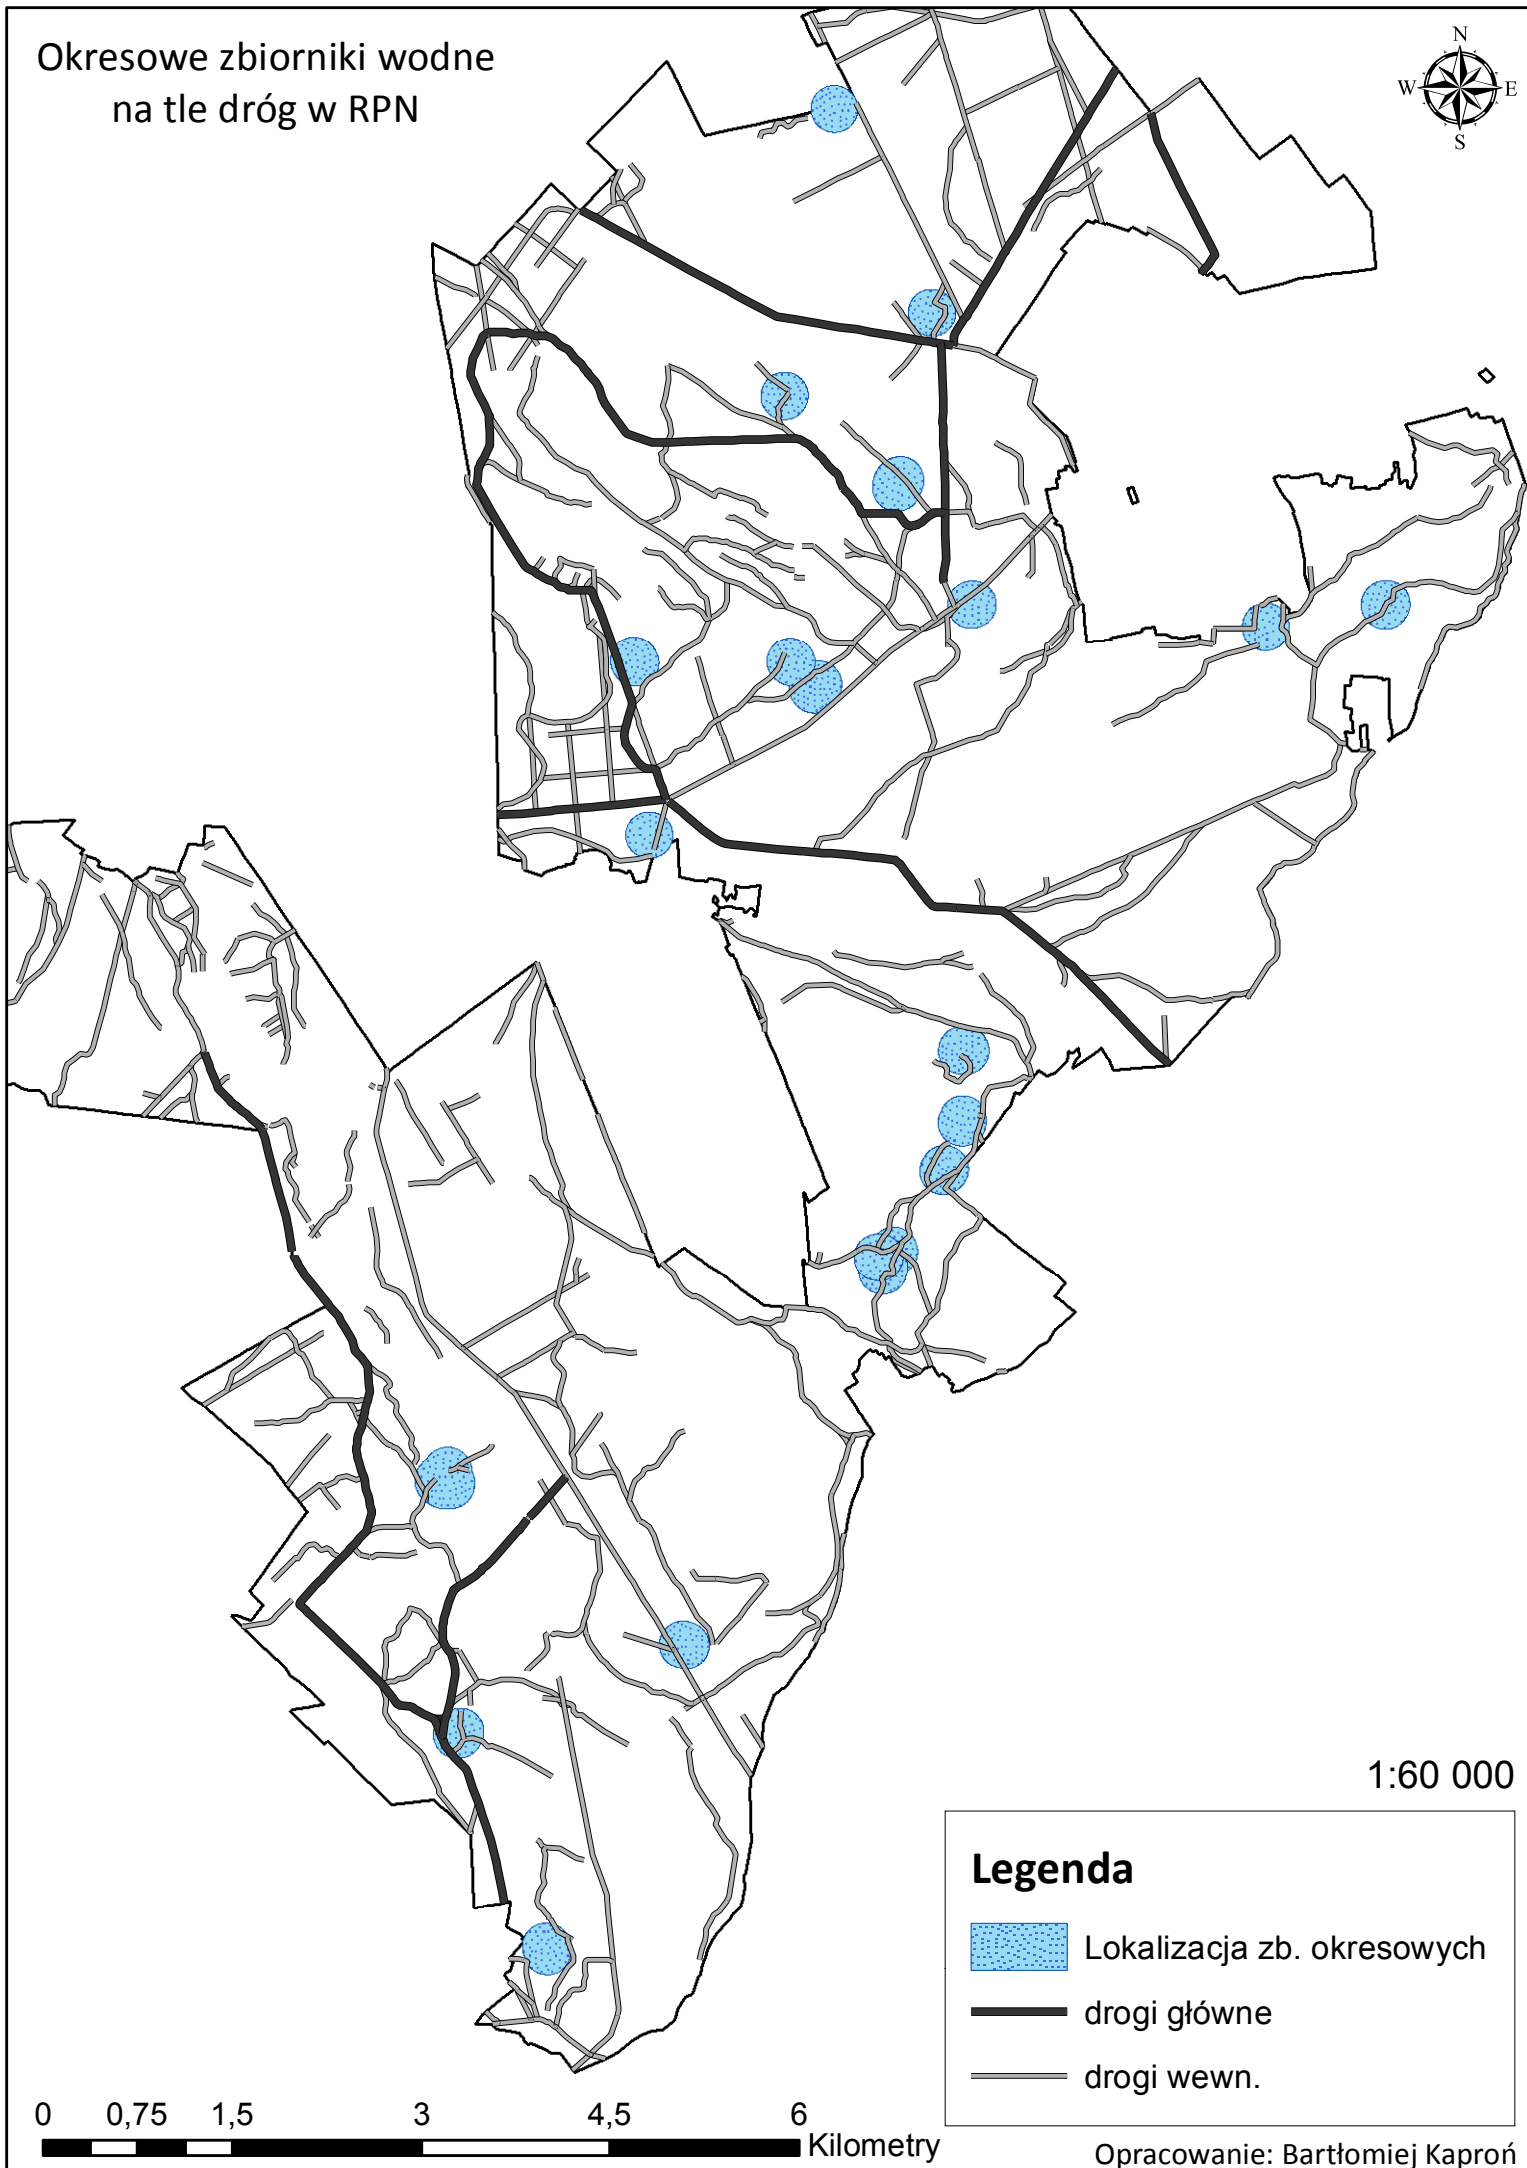 Okresowe zbiorniki wodne
na tle dróg w RPN
N
W E
S
1:60 000
Legenda
Lokalizacja zb. okresowych
drogi główne
drogi wewn.
0 0,75 1,5 3 4,5 6
Kilometry
Opracowanie: Bartłomiej Kaproń